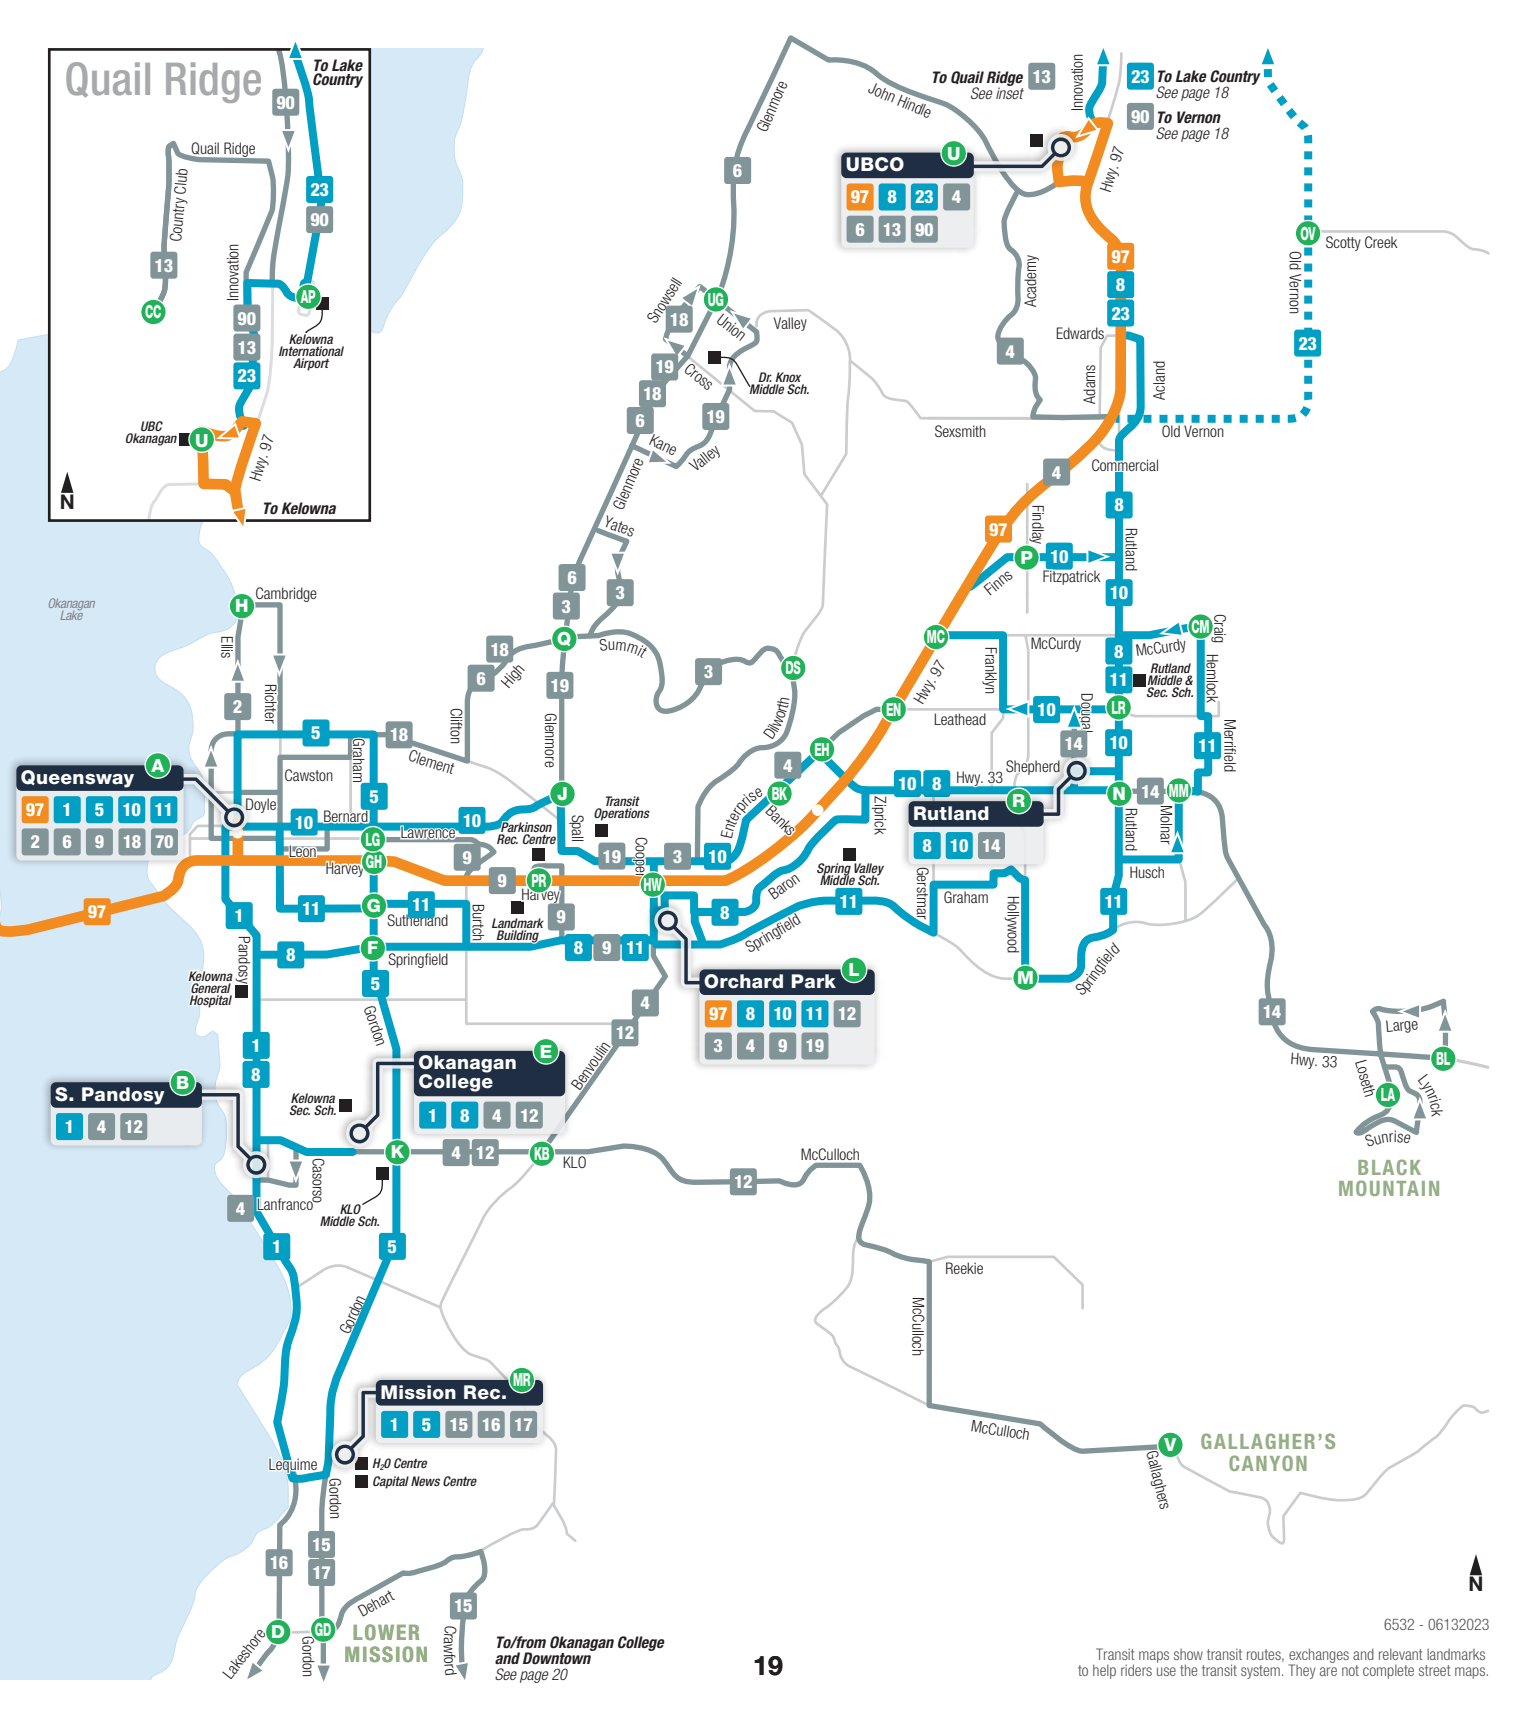 Quail Ridge
To Lake
Country
90
Quail Ridge
Country Club
23
90
13
Innovation
CC
AP
90
Kelowna
International
Airport
13
23
UBC
Okanagan
U
Hwy. 97
N
To Kelowna
To Quail Ridge 13
See inset
Innovation
23 To Lake Country
See page 18
90 To Vernon
See page 18
Glenmore
John Hindle
6
UBCO U
97 8 23 4
6 13 90
Hwy. 97
97
8
23
Academy
4
Edwards
Adams
Acland
OV
Scotty Creek
Old Vernon
23
Sexsmith
Old Vernon
Commercial
4
Snowsell
18
UG
Union
Valley
19
Cross
Dr. Knox
Middle Sch.
18
6
19
Kane
Valley
Glenmore
Yates
6
3
3
97
Findlay
8
P
10
Rutland
Finns
Fitzpatrick
10
Okanagan
Lake
H
Cambridge
Ellis
Richter
2
Q
Summit
18
6
High
19
3
DS
Clifton
Glenmore
Dilworth
MC
McCurdy
8
McCurdy
CM
Craig
Hemlock
Franklyn
11
Rutland
Middle &
Sec. Sch.
Hwy. 97
EN
Leathead
10
Dougal
LR
14
10
11
Merrifield
5
18
Clement
Graham
Cawston
Queensway A
97 1 5 10 11
2 6 9 18 70
Doyle
5
Bernard
10
10
J
LG
Lawrence
Leon
GH
Harvey
9
Parkinson
Rec. Centre
Transit
Operations
Spall
19
Cooper
3
10
Enterprise
Banks
BK
4
EH
10 8 Hwy. 33
Shepherd
Ziprick
Rutland R
8 10 14
N
14
MM
Rutland
Molnar
Husch
97
11
G
11
Sutherland
Burtch
9
PR
Harvey
Landmark
Building
9
HW
8
Baron
Spring Valley
Middle Sch.
11
Springfield
Gerstmar
Graham
Hollywood
11
M
Springfield
1
Pandosy
8
F
Springfield
8 9 11
5
Kelowna
General
Hospital
Gordon
4
12
Benvoulin
Orchard Park L
97 8 10 11 12
3 4 9 19
14
Hwy. 33
Large
BL
Loseth
LA
Lynrick
Sunrise
BLACK
MOUNTAIN
1
8
Okanagan
College E
1 8 4 12
Kelowna
Sec. Sch.
S. Pandosy B
1 4 12
K
4 12
KB
KLO
Casorso
4
Lanfranco
KLO
Middle Sch.
1
5
12
McCulloch
Reekie
McCulloch
McCulloch
V
Gallaghers
GALLAGHER'S
CANYON
Gordon
Mission Rec. MR
1 5 15 16 17
Lequime
H₂O Centre
Capital News Centre
Gordon
15
17
16
D
GD
Dehart
15
Lakeshore
Gordon
LOWER
MISSION
Crawford
To/from Okanagan College
and Downtown
See page 20
19
N
6532 - 06132023
Transit maps show transit routes, exchanges and relevant landmarks
to help riders use the transit system. They are not complete street maps.